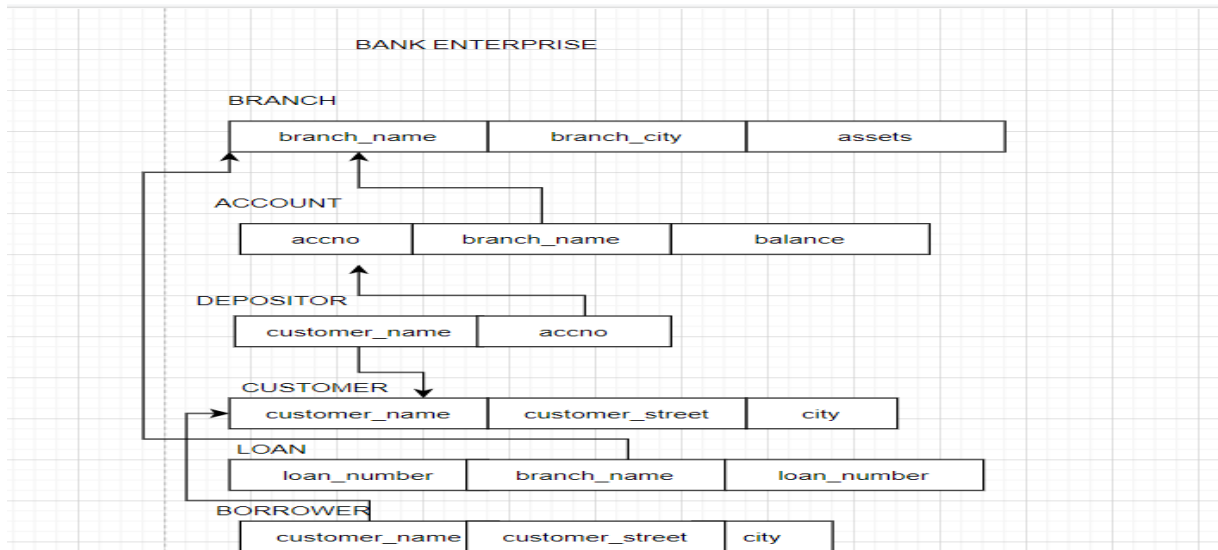 BANK ENTERPRISE
BRANCH
branch_name branch_city assets
ACCOUNT
accno branch_name balance
DEPOSITOR
customer_name accno
CUSTOMER
customer_name customer_street city
LOAN
loan_number branch_name loan_number
BORROWER
customer_name customer_street city